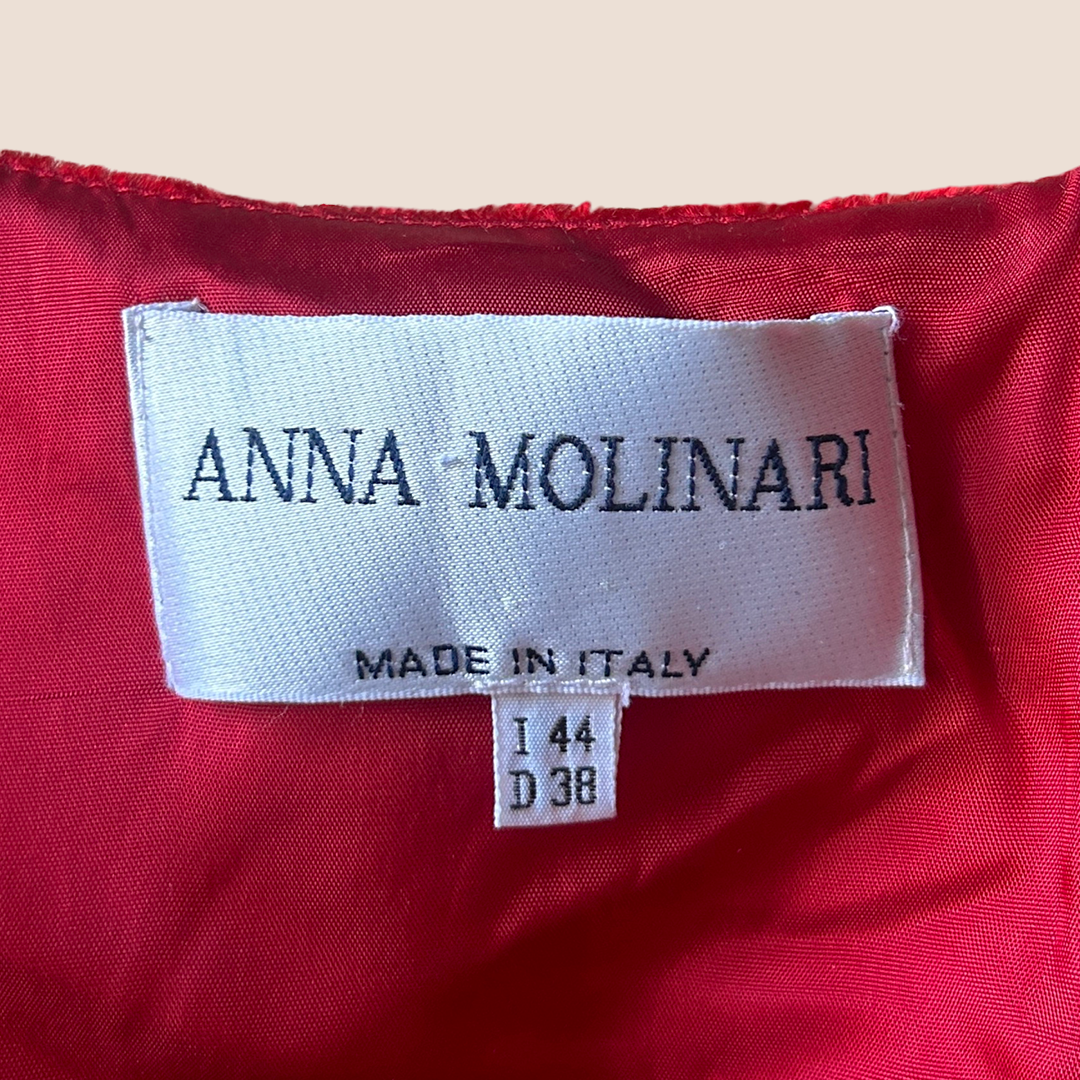 ANNA MOLINARI
MADE IN ITALY
I 44
D 38